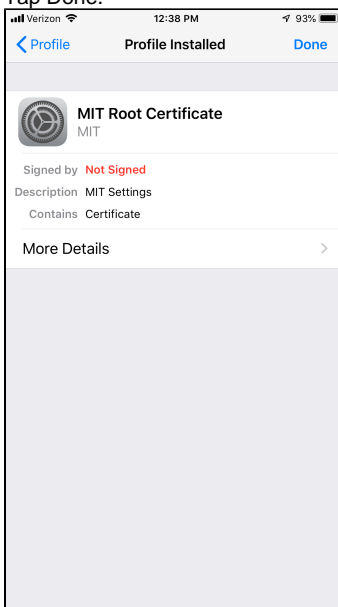 Tap Done.
Verizon 12:38 PM 93%
Profile Profile Installed Done
MIT Root Certificate
MIT
Signed by Not Signed
Description MIT Settings
Contains Certificate
More Details